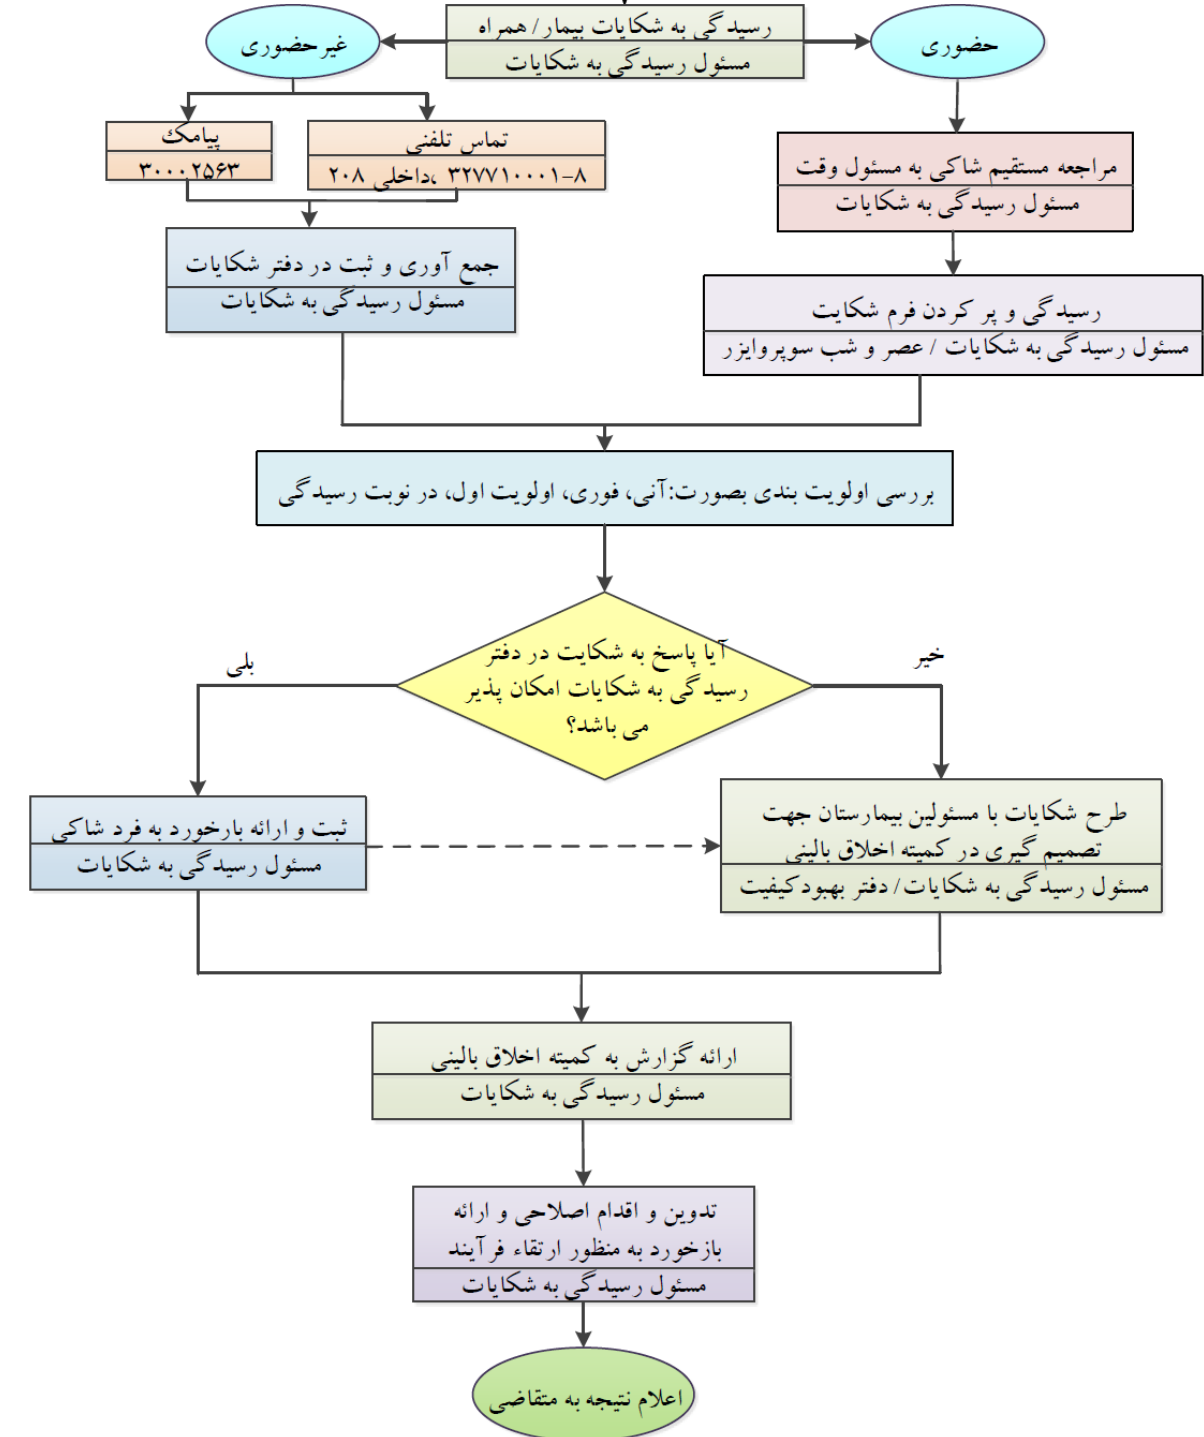 رسیدگی به شکایات بیمار/ همراه
مسئول رسیدگی به شکایات
حضوری
غیرحضوری
مراجعه مستقیم شاکی به مسئول وقت
مسئول رسیدگی به شکایات
تماس تلفنی
۳۲۷۷۱۰۰۰۱-۸ ،داخلی ۲۰۸
پیامک
۳۰۰۰۲۵۶۳
رسیدگی و پر کردن فرم شکایت
مسئول رسیدگی به شکایات / عصر و شب سوپروایزر
جمع آوری و ثبت در دفتر شکایات
مسئول رسیدگی به شکایات
بررسی اولویت بندی بصورت:آنی، فوری، اولویت اول، در نوبت رسیدگی
آیا پاسخ به شکایت در دفتر
رسیدگی به شکایات امکان پذیر
می باشد؟
خیر
بلی
طرح شکایات با مسئولین بیمارستان جهت
تصمیم گیری در کمیته اخلاق بالینی
مسئول رسیدگی به شکایات/ دفتر بهبودکیفیت
ثبت و ارائه بارخورد به فرد شاکی
مسئول رسیدگی به شکایات
ارائه گزارش به کمیته اخلاق بالینی
مسئول رسیدگی به شکایات
تدوین و اقدام اصلاحی و ارائه
بازخورد به منظور ارتقاء فرآیند
مسئول رسیدگی به شکایات
اعلام نتیجه به متقاضی